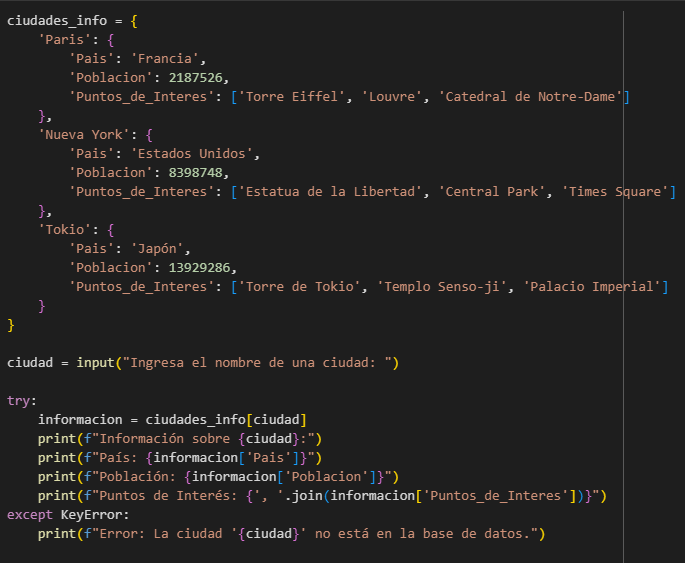 ciudades_info = {
    'Paris': {
        'Pais': 'Francia',
        'Poblacion': 2187526,
        'Puntos_de_Interes': ['Torre Eiffel', 'Louvre', 'Catedral de Notre-Dame']
    },
    'Nueva York': {
        'Pais': 'Estados Unidos',
        'Poblacion': 8398748,
        'Puntos_de_Interes': ['Estatua de la Libertad', 'Central Park', 'Times Square']
    },
    'Tokio': {
        'Pais': 'Japón',
        'Poblacion': 13929286,
        'Puntos_de_Interes': ['Torre de Tokio', 'Templo Senso-ji', 'Palacio Imperial']
    }
}

ciudad = input("Ingresa el nombre de una ciudad: ")

try:
    informacion = ciudades_info[ciudad]
    print(f"Información sobre {ciudad}:")
    print(f"País: {informacion['Pais']}")
    print(f"Población: {informacion['Poblacion']}")
    print(f"Puntos de Interés: {', '.join(informacion['Puntos_de_Interes'])}")
except KeyError:
    print(f"Error: La ciudad '{ciudad}' no está en la base de datos.")